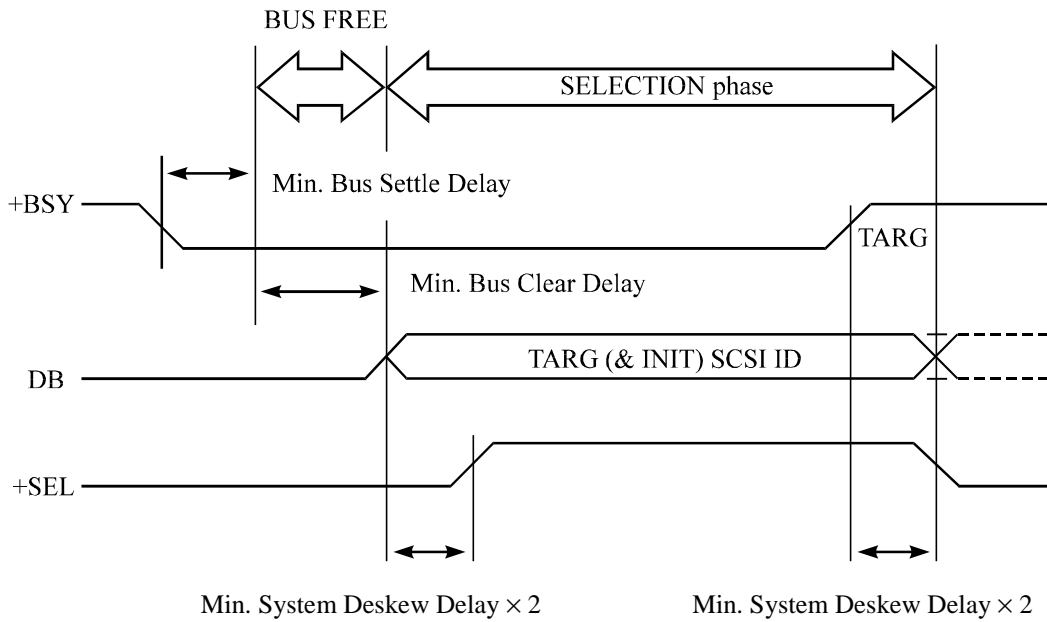 BUS FREE
SELECTION phase
Min. Bus Settle Delay
+BSY
TARG
Min. Bus Clear Delay
DB
TARG (& INIT) SCSI ID
+SEL
Min. System Deskew Delay × 2
Min. System Deskew Delay × 2